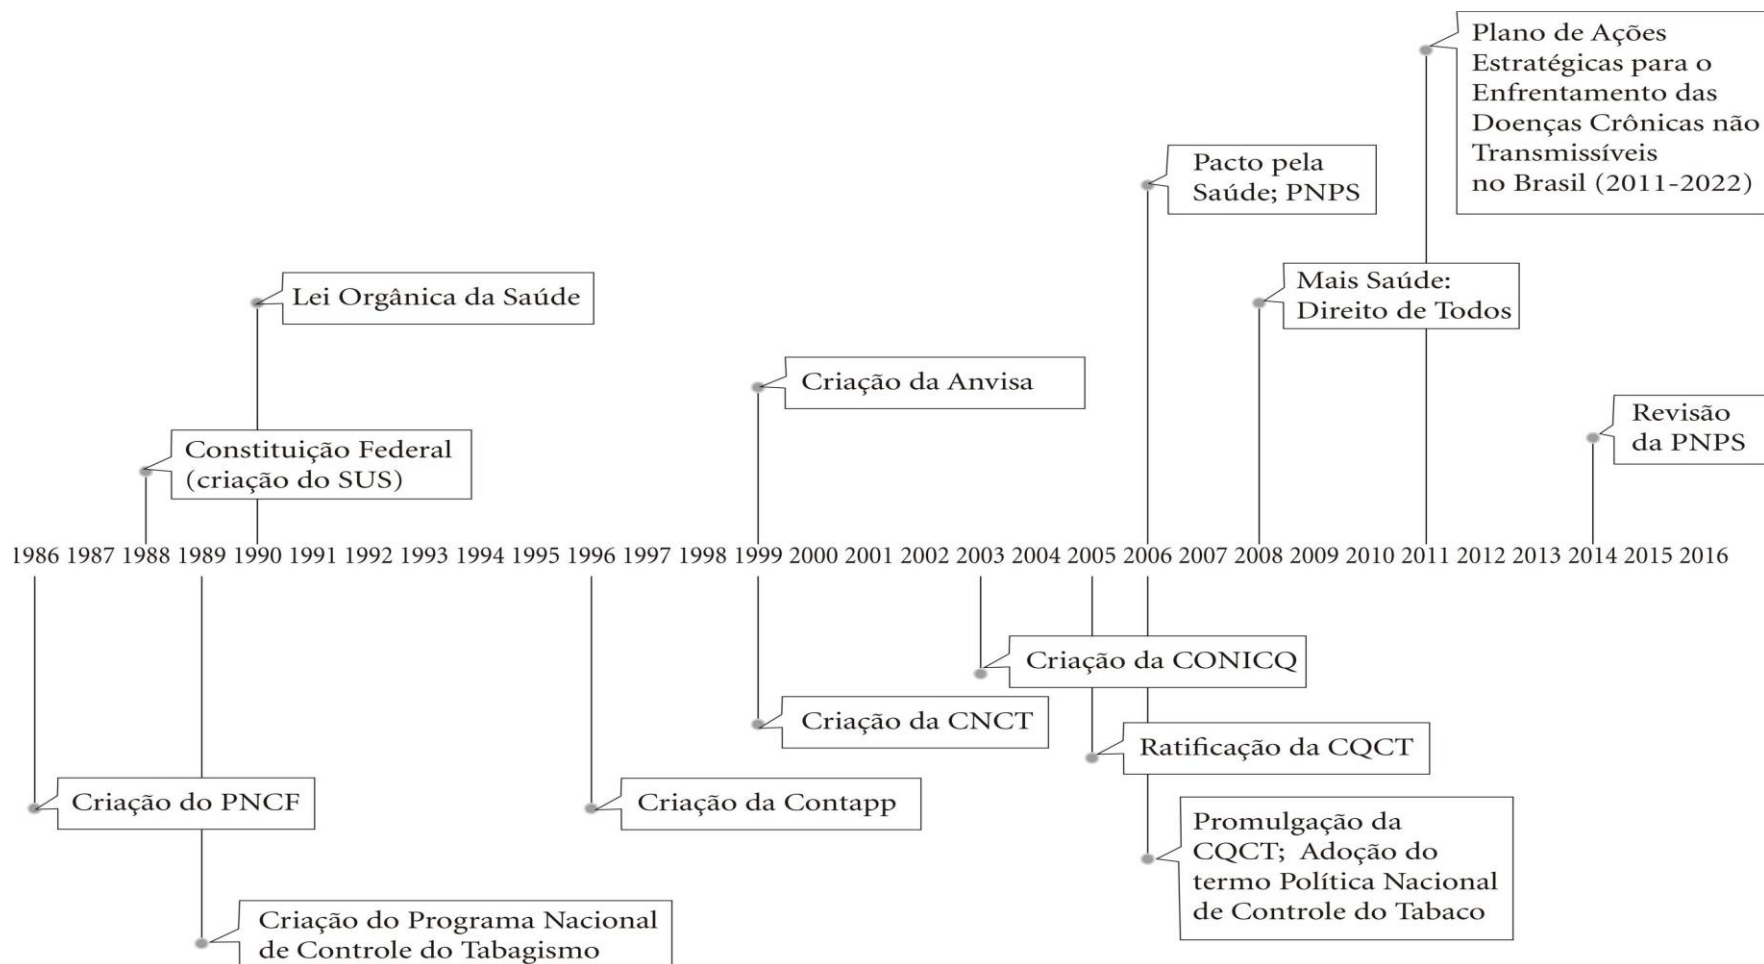 Plano de Ações
Estratégicas para o
Enfrentamento das
Doenças Crônicas não
Transmissíveis
no Brasil (2011-2022)
Pacto pela
Saúde; PNPS
Mais Saúde:
Direito de Todos
Lei Orgânica da Saúde
Criação da Anvisa
Revisão
da PNPS
Constituição Federal
(criação do SUS)
1986 1987 1988 1989 1990 1991 1992 1993 1994 1995 1996 1997 1998 1999 2000 2001 2002 2003 2004 2005 2006 2007 2008 2009 2010 2011 2012 2013 2014 2015 2016
Criação da CONICQ
Criação da CNCT
Ratificação da CQCT
Criação do PNCF
Criação da Contapp
Promulgação da
CQCT; Adoção do
termo Política Nacional
de Controle do Tabaco
Criação do Programa Nacional
de Controle do Tabagismo